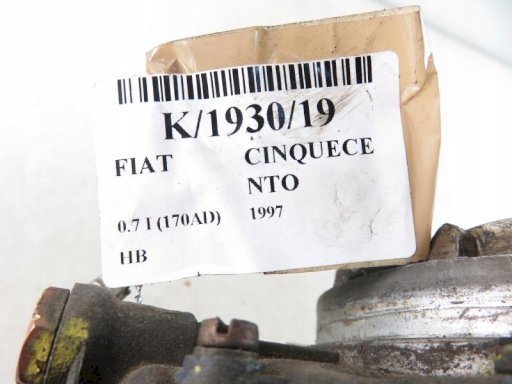 K/1930/19
FIAT CINQUECE
NTO
0.7 I (170AD) 1997
HB